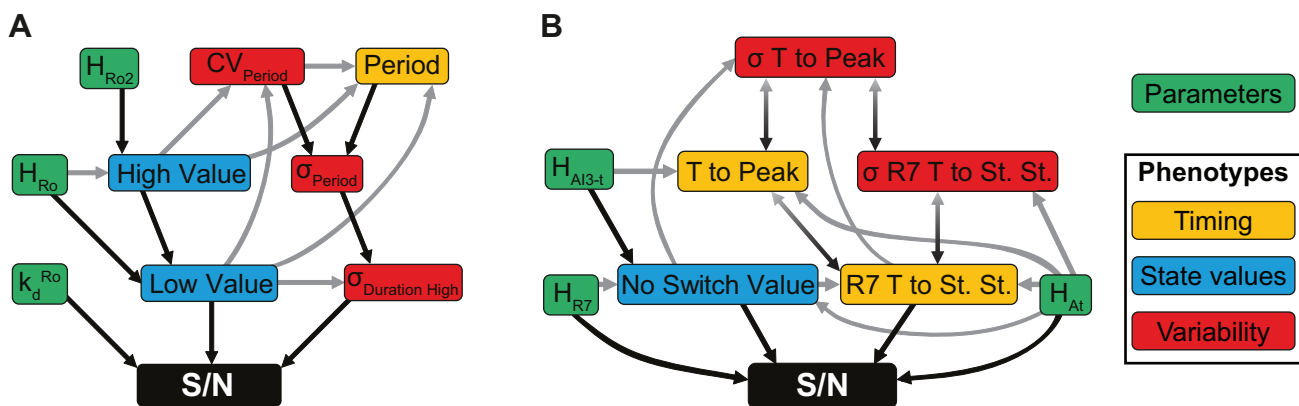 A
H_Ro2
CV_Period
Period
H_Ro
High Value
σ_Period
k_d^Ro
Low Value
σ_Duration High
S/N
B
σ T to Peak
H_Al3-t
T to Peak
σ R7 T to St. St.
H_R7
No Switch Value
R7 T to St. St.
H_At
S/N
Parameters
Phenotypes
Timing
State values
Variability